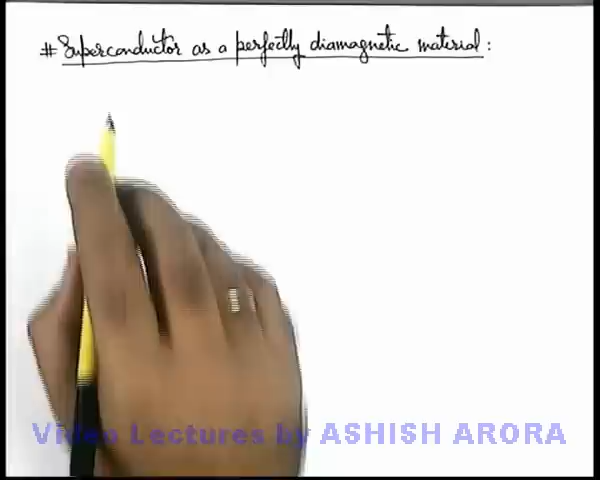 # Superconductor as a perfectly diamagnetic material :
Video Lectures by ASHISH ARORA